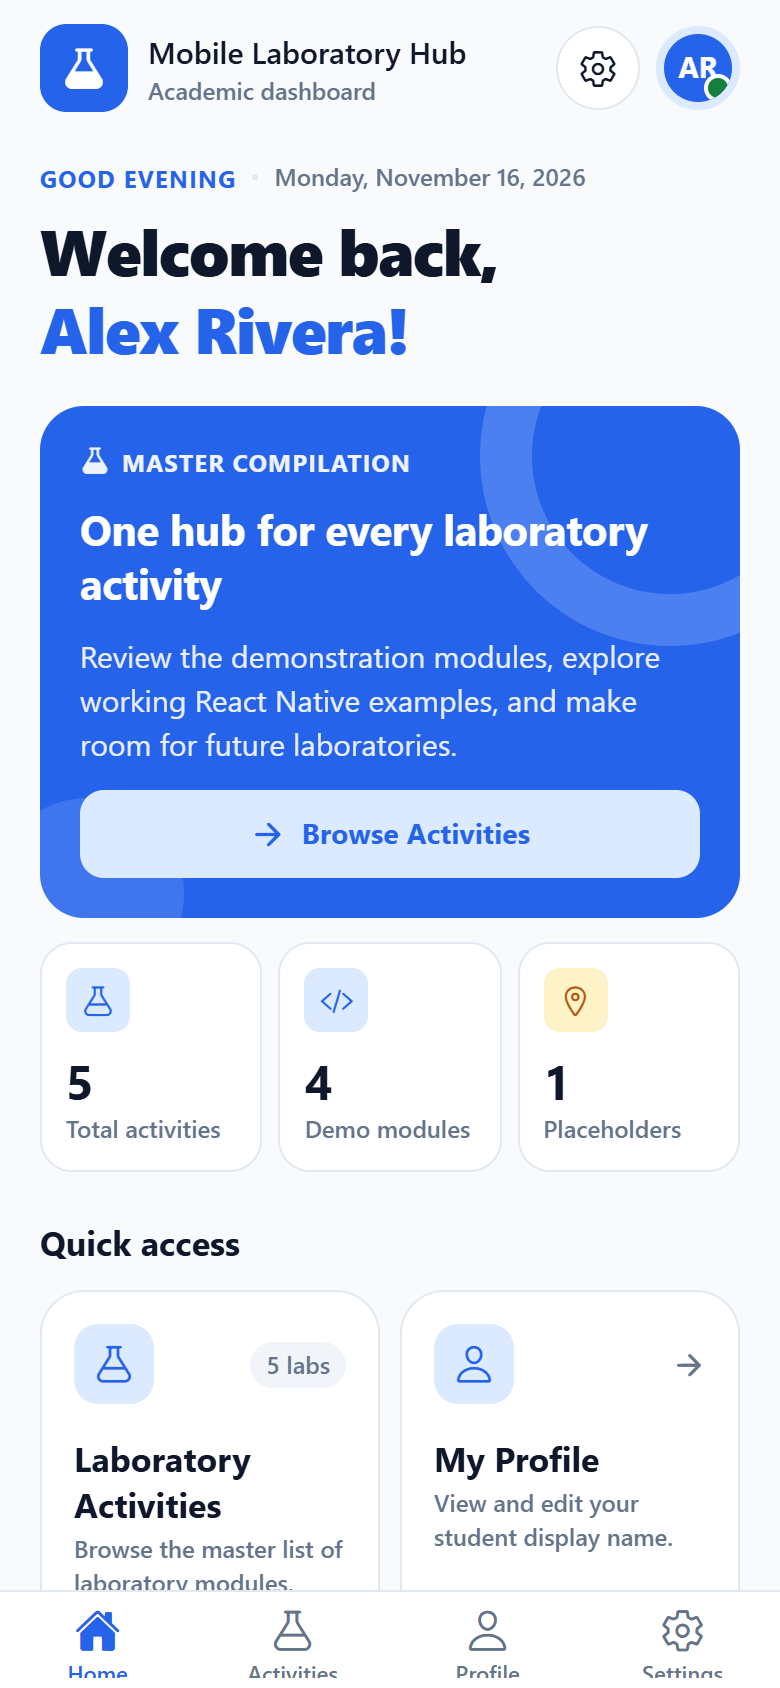 Mobile Laboratory Hub
Academic dashboard
AR
GOOD EVENING • Monday, November 16, 2026
Welcome back,
Alex Rivera!
MASTER COMPILATION
One hub for every laboratory
activity
Review the demonstration modules, explore
working React Native examples, and make
room for future laboratories.
Browse Activities
5
Total activities
4
Demo modules
1
Placeholders
Quick access
5 labs
Laboratory
Activities
Browse the master list of
laboratory modules.
My Profile
View and edit your
student display name.
Home
Activities
Profile
Settings